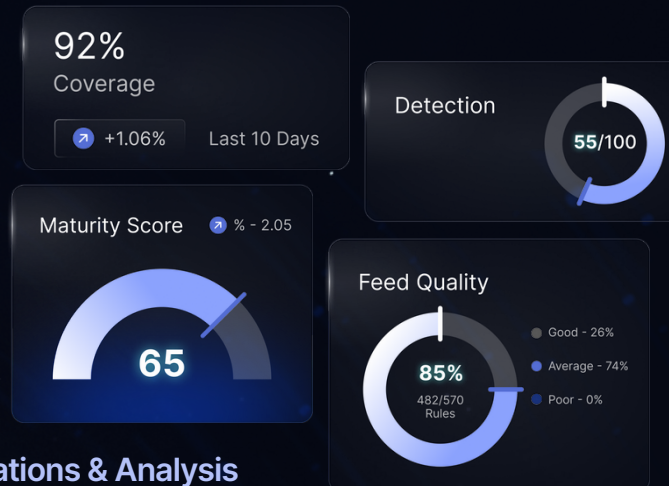 92%
Coverage
+1.06%
Last 10 Days
Detection
55/100
Maturity Score
% - 2.05
65
Feed Quality
85%
482/570
Rules
Good - 26%
Average - 74%
Poor - 0%
ations & Analysis